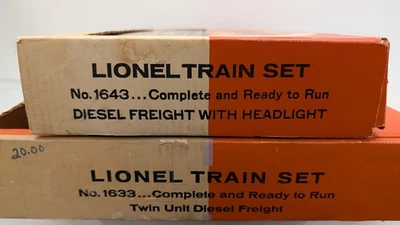 LIONEL TRAIN SET
No. 1643...Complete and Ready to Run
DIESEL FREIGHT WITH HEADLIGHT
20.00
LIONEL TRAIN SET
No. 1633...Complete and Ready to Run
Twin Unit Diesel Freight